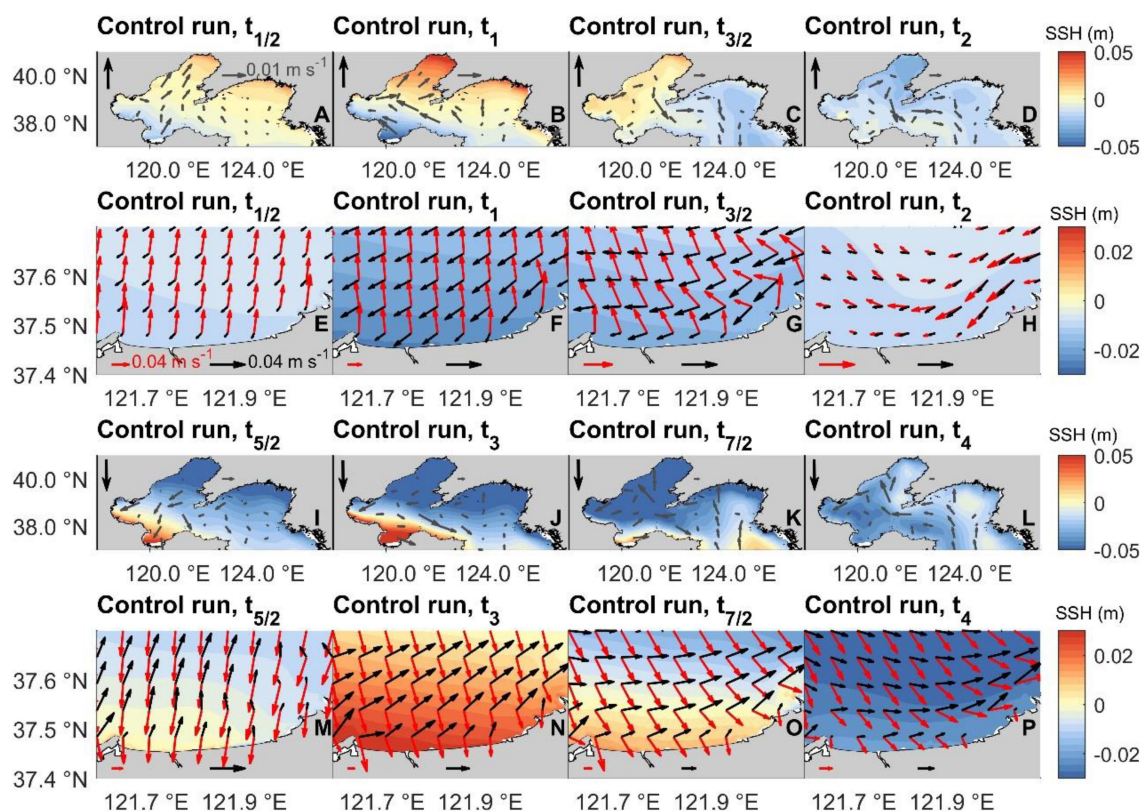 Control run, t1/2 Control run, t1 Control run, t3/2 Control run, t2 SSH (m)
0.01 m s-1
40.0 °N
38.0 °N
A B C D
0.05
0
-0.05
120.0 °E 124.0 °E 120.0 °E 124.0 °E 120.0 °E 124.0 °E 120.0 °E 124.0 °E
Control run, t1/2 Control run, t1 Control run, t3/2 Control run, t2 SSH (m)
37.6 °N
37.5 °N
37.4 °N
E F G H
0.04 m s-1 0.04 m s-1
0.02
0
-0.02
121.7 °E 121.9 °E 121.7 °E 121.9 °E 121.7 °E 121.9 °E 121.7 °E 121.9 °E
Control run, t5/2 Control run, t3 Control run, t7/2 Control run, t4 SSH (m)
40.0 °N
38.0 °N
I J K L
0.05
0
-0.05
120.0 °E 124.0 °E 120.0 °E 124.0 °E 120.0 °E 124.0 °E 120.0 °E 124.0 °E
Control run, t5/2 Control run, t3 Control run, t7/2 Control run, t4 SSH (m)
37.6 °N
37.5 °N
37.4 °N
M N O P
0.02
0
-0.02
121.7 °E 121.9 °E 121.7 °E 121.9 °E 121.7 °E 121.9 °E 121.7 °E 121.9 °E